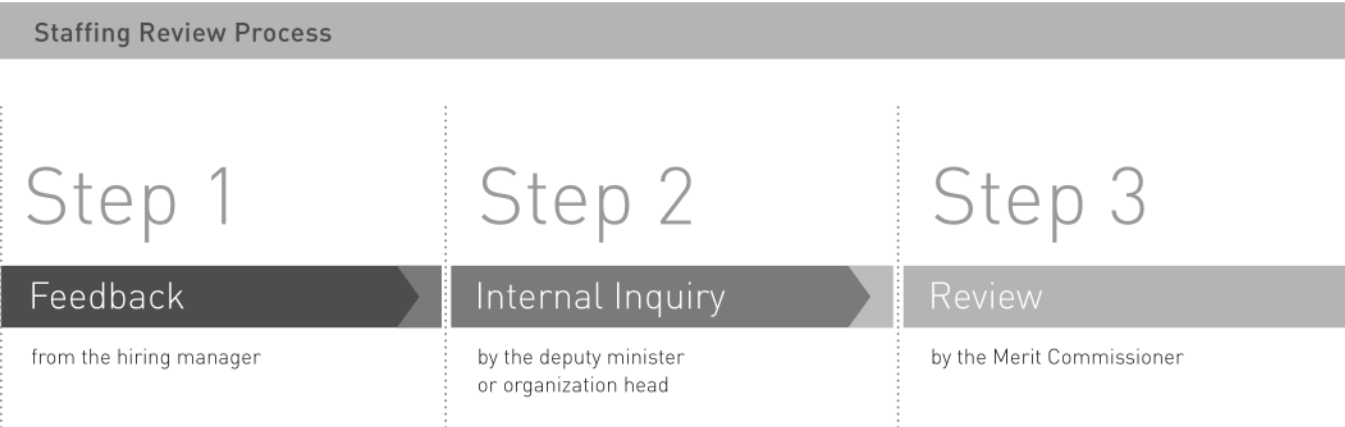 Staffing Review Process
Step 1
Feedback
from the hiring manager
Step 2
Internal Inquiry
by the deputy minister
or organization head
Step 3
Review
by the Merit Commissioner